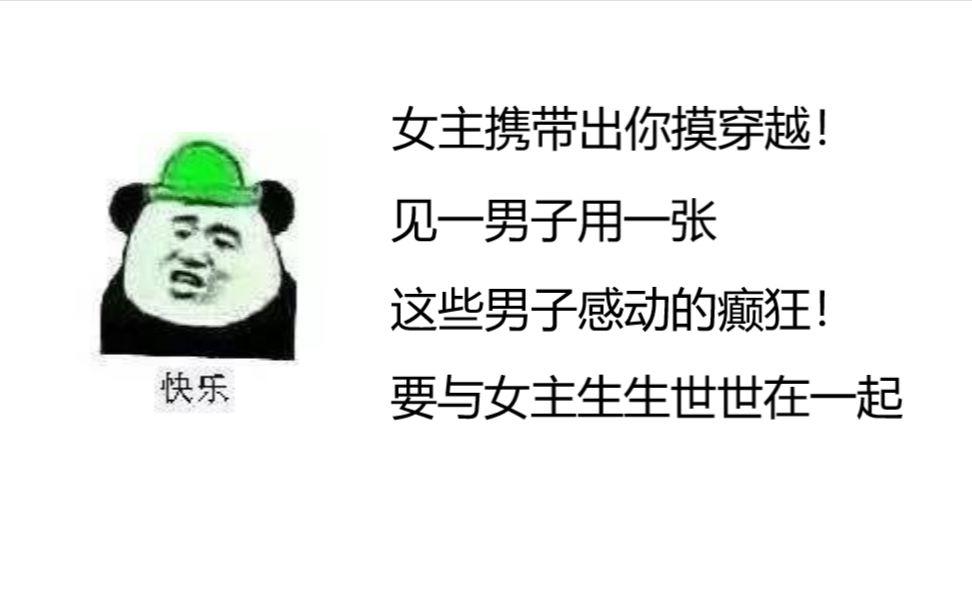 女主携带出你摸穿越!
见一男子用一张
这些男子感动的癫狂!
要与女主生生世世在一起
快乐